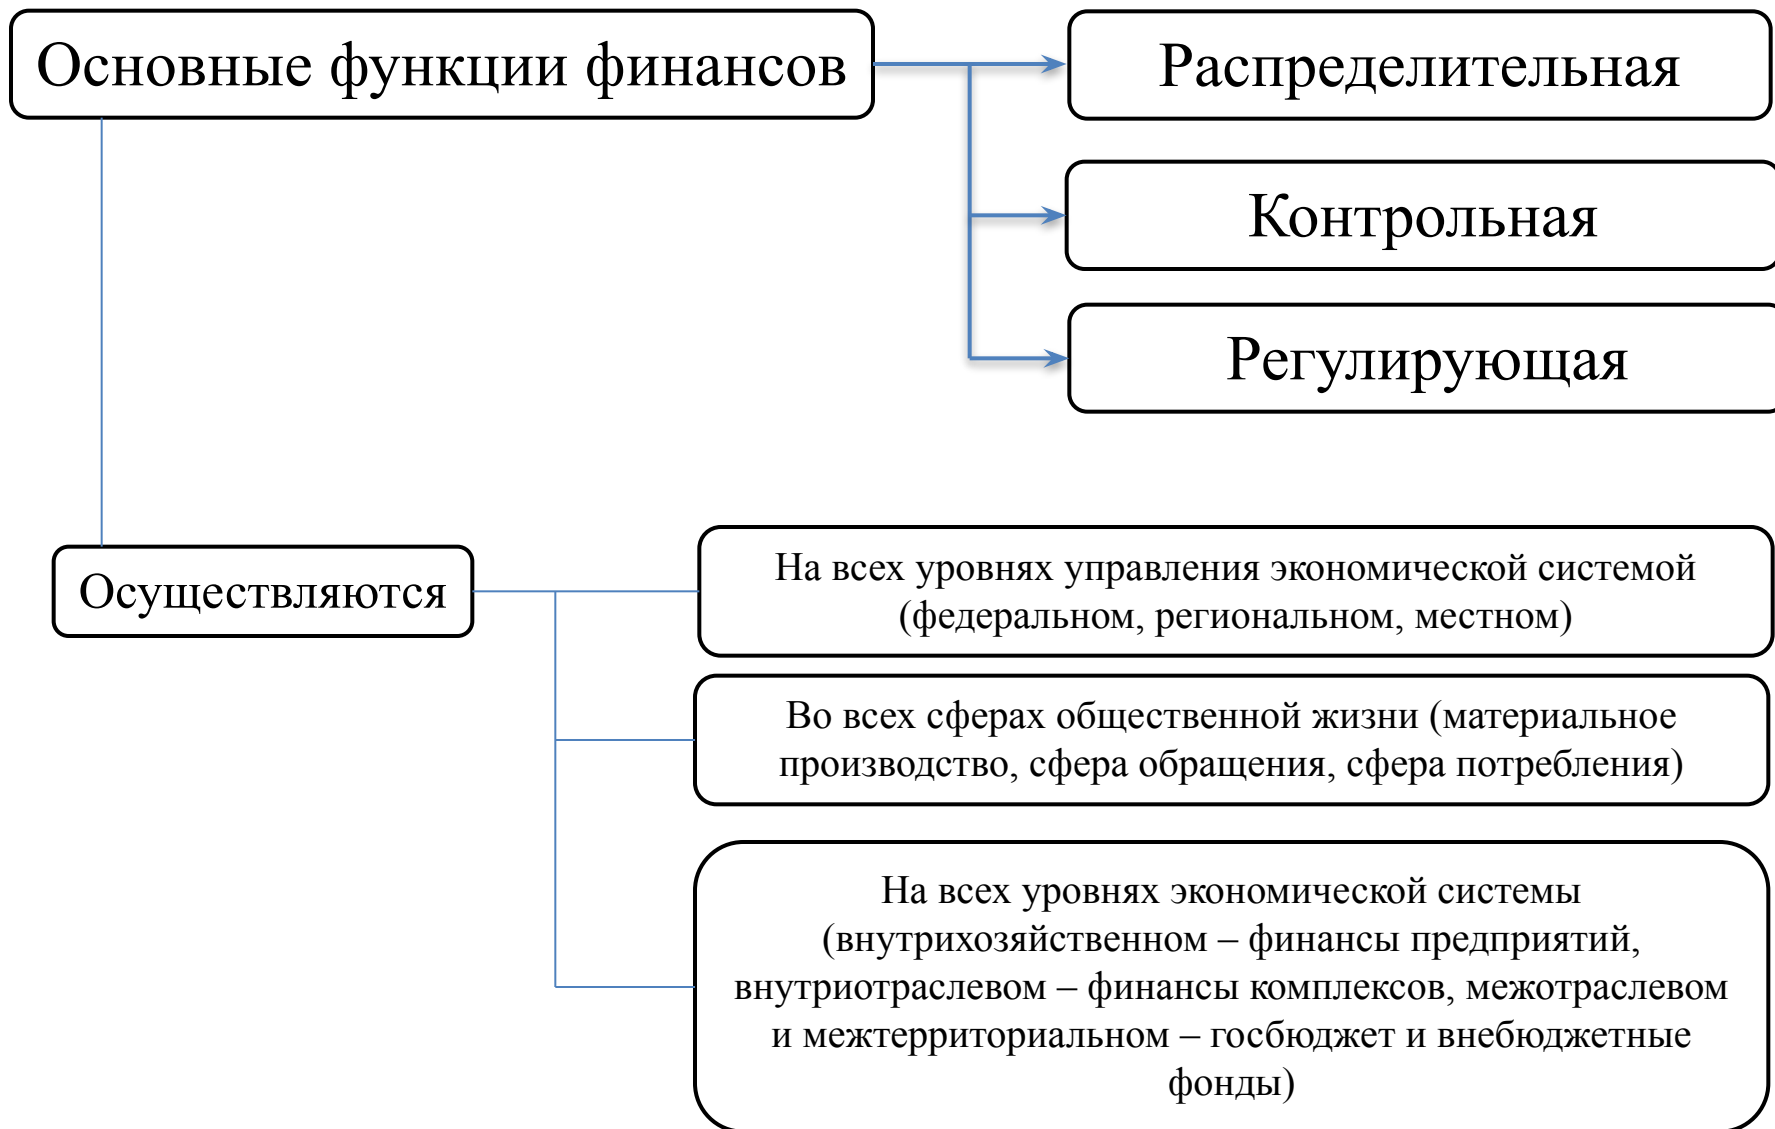 Основные функции финансов
Распределительная
Контрольная
Регулирующая
Осуществляются
На всех уровнях управления экономической системой
(федеральном, региональном, местном)
Во всех сферах общественной жизни (материальное
производство, сфера обращения, сфера потребления)
На всех уровнях экономической системы
(внутрихозяйственном – финансы предприятий,
внутриотраслевом – финансы комплексов, межотраслевом
и межтерриториальном – госбюджет и внебюджетные
фонды)